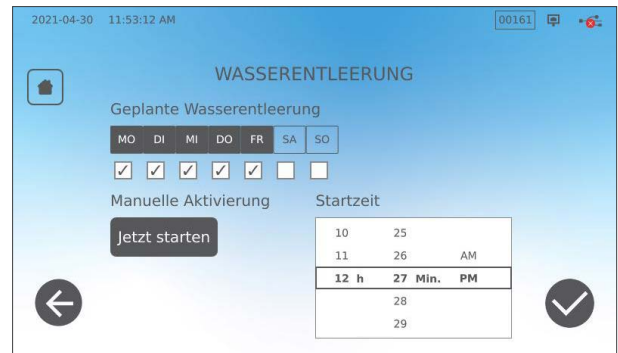 2021-04-30 11:53:12 AM 00161
WASSERENTLEERUNG
Geplante Wasserentleerung
MO DI MI DO FR SA SO
Manuelle Aktivierung Startzeit
Jetzt starten
10 25
11 26 AM
12 h 27 Min. PM
28
29